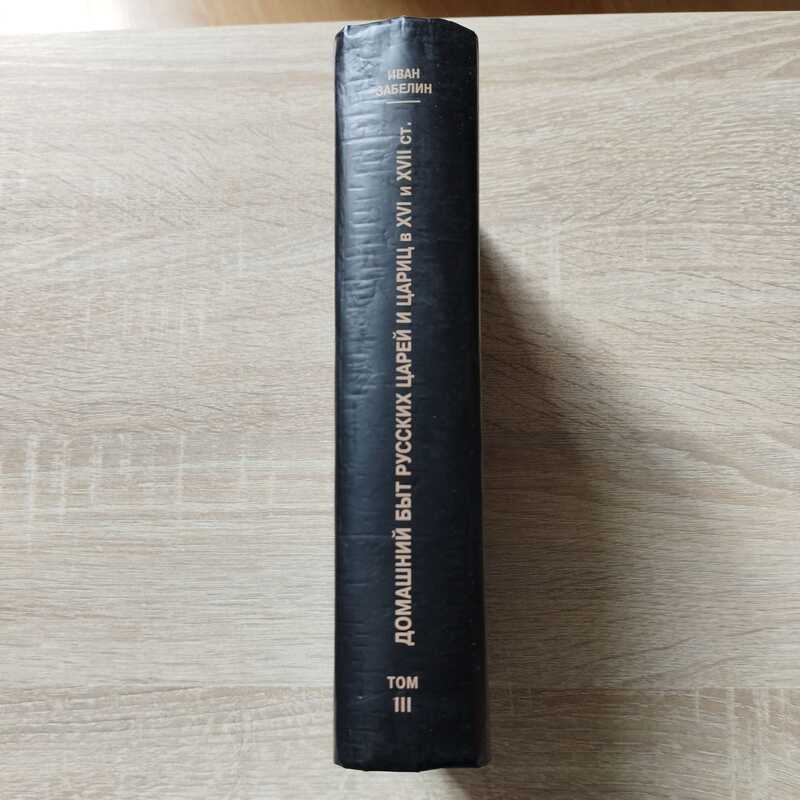 ИВАН
ЗАБЕЛИН
ДОМАШНИЙ БЫТ РУССКИХ ЦАРЕЙ И ЦАРИЦ в XVI и XVII ст.
ТОМ
III